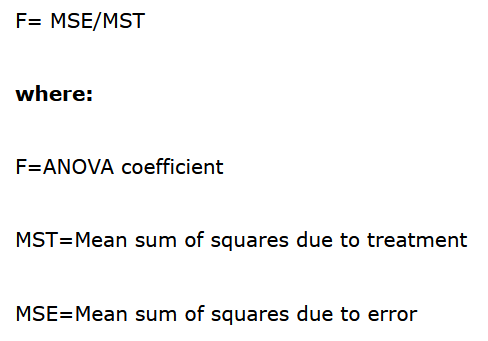 F= MSE/MST
where:
F=ANOVA coefficient
MST=Mean sum of squares due to treatment
MSE=Mean sum of squares due to error